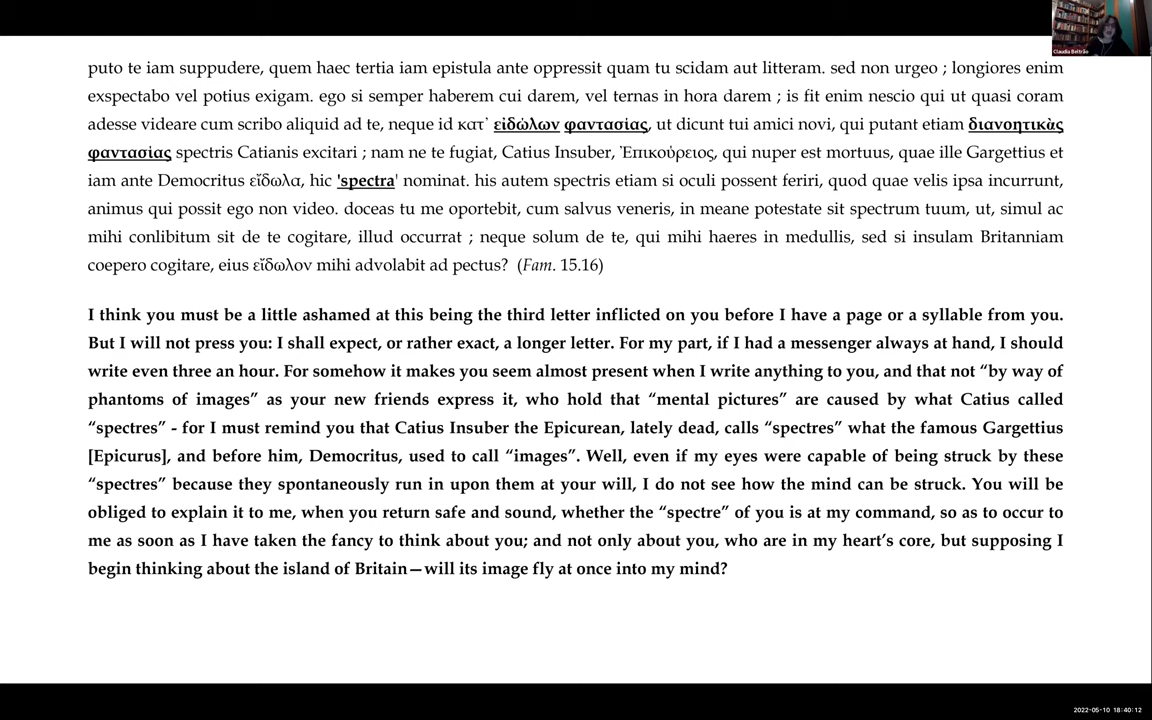 Claudia Beltrão
puto te iam suppudere, quem haec tertia iam epistula ante oppressit quam tu scidam aut litteram. sed non urgeo ; longiores enim
exspectabo vel potius exigam. ego si semper haberem cui darem, vel ternas in hora darem ; is fit enim nescio qui ut quasi coram
adesse videare cum scribo aliquid ad te, neque id κατ᾽ εἰδώλων φαντασίας, ut dicunt tui amici novi, qui putant etiam διανοητικὰς
φαντασίας spectris Catianis excitari ; nam ne te fugiat, Catius Insuber, Ἐπικούρειος, qui nuper est mortuus, quae ille Gargettius et
iam ante Democritus εἴδωλα, hic 'spectra' nominat. his autem spectris etiam si oculi possent feriri, quod quae velis ipsa incurrunt,
animus qui possit ego non video. doceas tu me oportebit, cum salvus veneris, in meane potestate sit spectrum tuum, ut, simul ac
mihi conlibitum sit de te cogitare, illud occurrat ; neque solum de te, qui mihi haeres in medullis, sed si insulam Britanniam
coepero cogitare, eius εἴδωλον mihi advolabit ad pectus? (Fam. 15.16)
I think you must be a little ashamed at this being the third letter inflicted on you before I have a page or a syllable from you.
But I will not press you: I shall expect, or rather exact, a longer letter. For my part, if I had a messenger always at hand, I should
write even three an hour. For somehow it makes you seem almost present when I write anything to you, and that not “by way of
phantoms of images” as your new friends express it, who hold that “mental pictures” are caused by what Catius called
“spectres” - for I must remind you that Catius Insuber the Epicurean, lately dead, calls “spectres” what the famous Gargettius
[Epicurus], and before him, Democritus, used to call “images”. Well, even if my eyes were capable of being struck by these
“spectres” because they spontaneously run in upon them at your will, I do not see how the mind can be struck. You will be
obliged to explain it to me, when you return safe and sound, whether the “spectre” of you is at my command, so as to occur to
me as soon as I have taken the fancy to think about you; and not only about you, who are in my heart’s core, but supposing I
begin thinking about the island of Britain—will its image fly at once into my mind?
2022-05-10 18:40:12